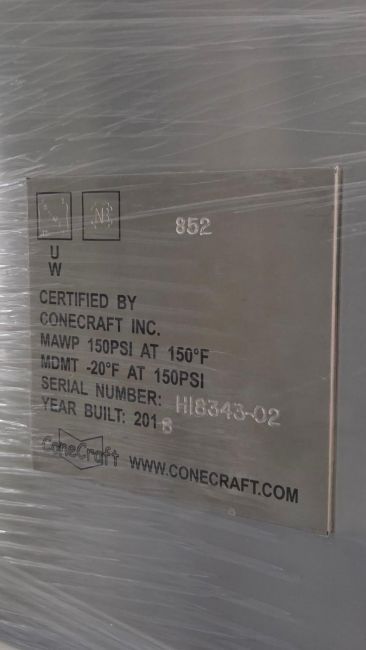 N
852
U
W
CERTIFIED BY
CONECRAFT INC.
MAWP 150PSI AT 150°F
MDMT -20°F AT 150PSI
SERIAL NUMBER: H18343-02
YEAR BUILT: 2018
ConeCraft WWW.CONECRAFT.COM